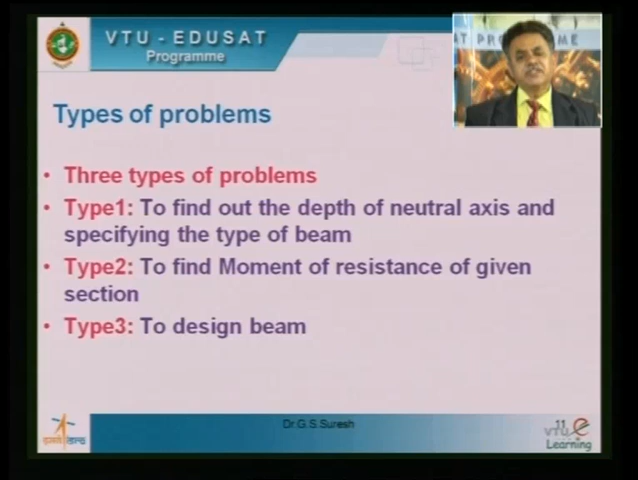 VTU - EDUSAT
Programme
Types of problems
• Three types of problems
• Type1: To find out the depth of neutral axis and
specifying the type of beam
• Type2: To find Moment of resistance of given
section
• Type3: To design beam
Dr.G.S.Suresh
11
VTU e
Learning